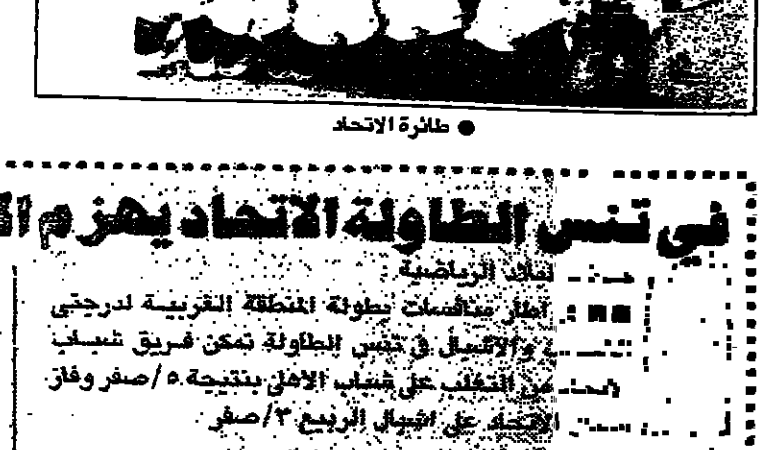 ● طائرة الاتحاد
في تنس الطاولة الاتحاد يهزم
البلاد الرياضية :
اطار منافسات بطولة المنطقة الغربية لدرجتي
والاشبال في تنس الطاولة تمكن فريق شباب
من التغلب على شباب الاهلي بنتيجة ٥/صفر وفاز
الاتحاد على اشبال الربيع ٣/صفر